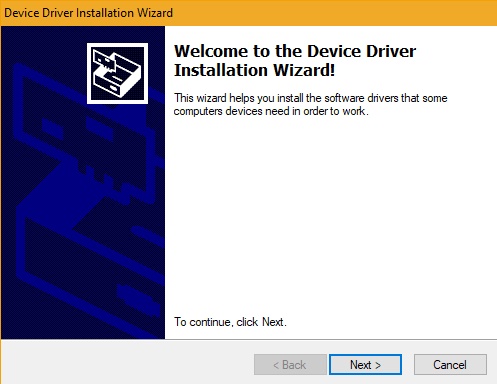 Device Driver Installation Wizard
Welcome to the Device Driver
Installation Wizard!
This wizard helps you install the software drivers that some
computers devices need in order to work.
To continue, click Next.
< Back
Next >
Cancel